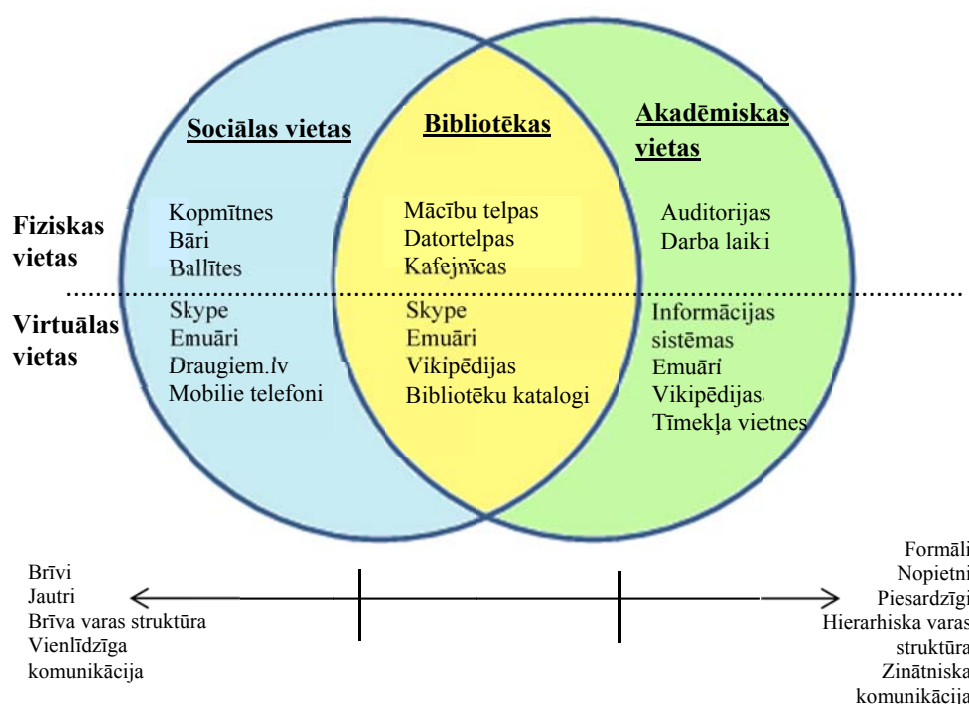 Sociālas vietas
Bibliotēkas
Akadēmiskas
vietas
Fiziskas
vietas
Kopmītnes
Bāri
Ballītes
Mācību telpas
Datortelpas
Kafejnīcas
Auditorijas
Darba laiki
Virtuālas
vietas
Skype
Emuāri
Draugiem.lv
Mobilie telefoni
Skype
Emuāri
Vikipēdijas
Bibliotēku katalogi
Informācijas
sistēmas
Emuāri
Vikipēdijas
Tīmekļa vietnes
Brīvi
Jautri
Brīva varas struktūra
Vienlīdzīga
komunikācija
Formāli
Nopietni
Piesardzīgi
Hierarhiska varas
struktūra
Zinātniska
komunikācija